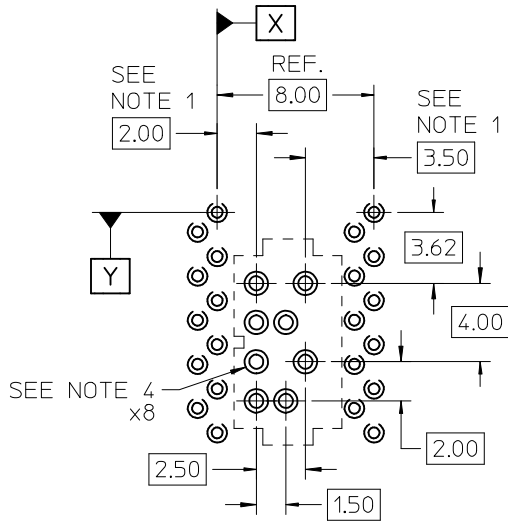 X
REF.
8.00
SEE
NOTE 1
2.00
SEE
NOTE 1
3.50
3.62
Y
4.00
SEE NOTE 4
x8
2.00
2.50
1.50